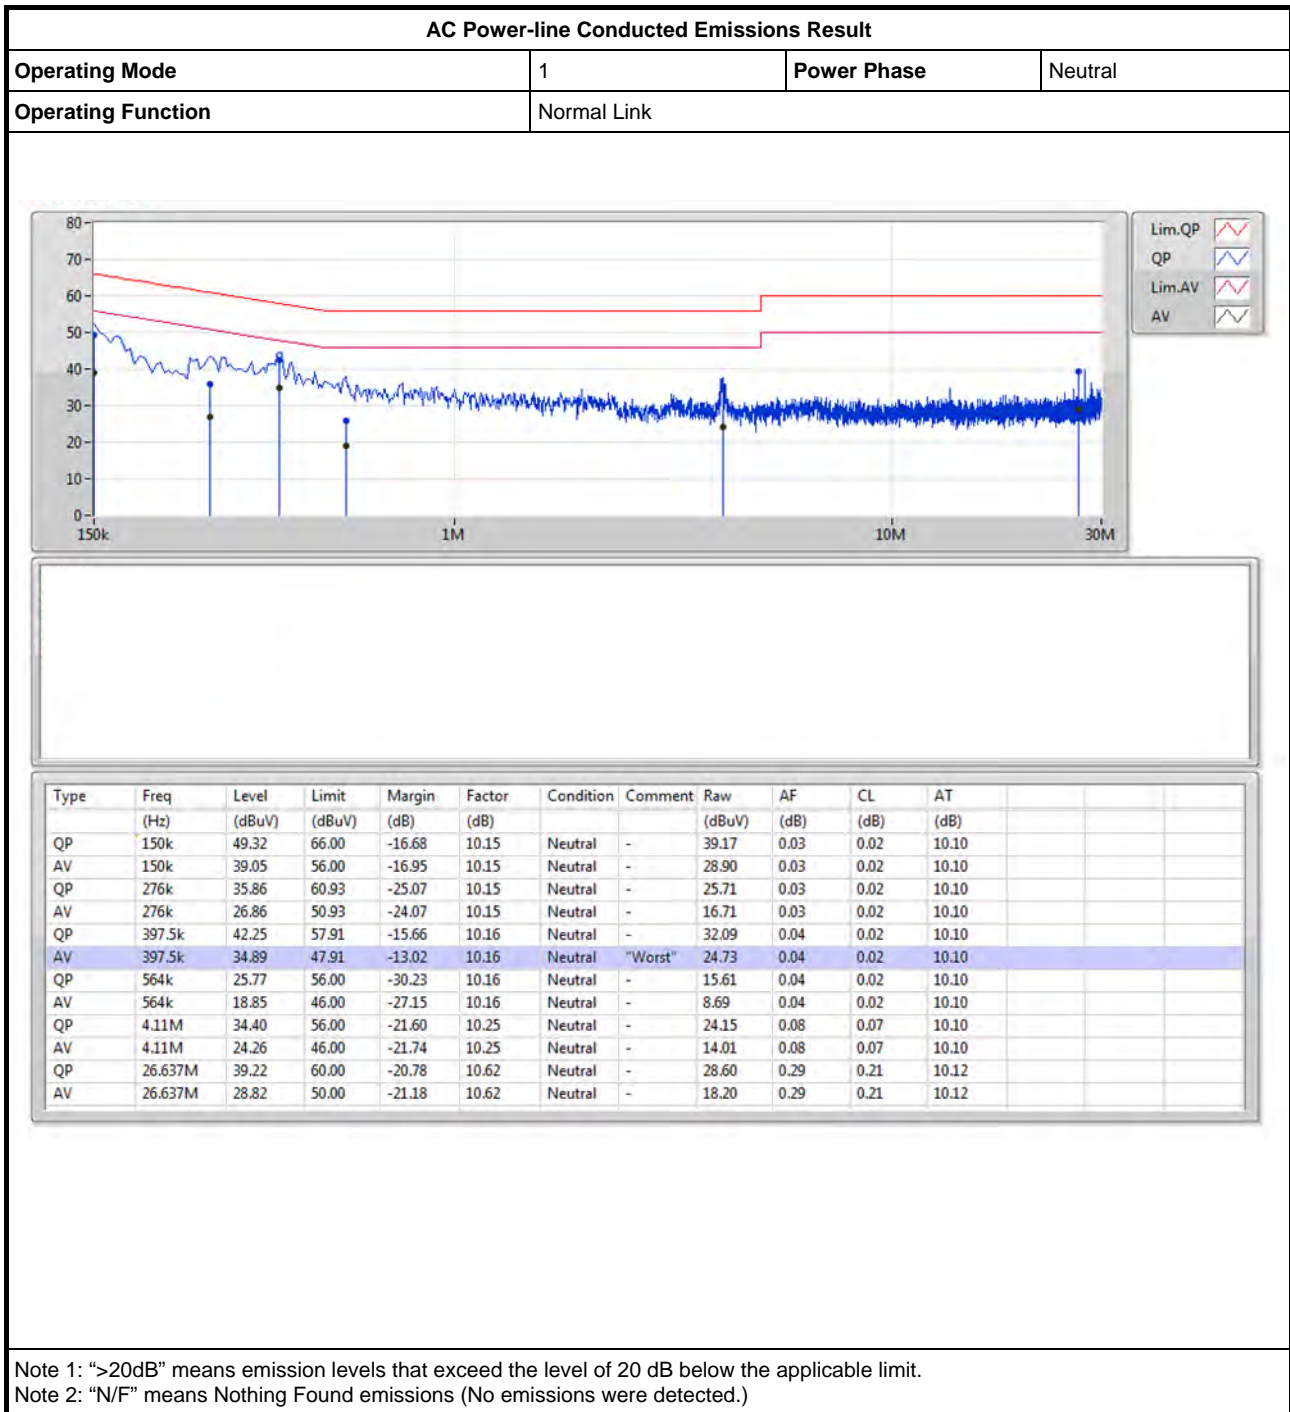 AC Power-line Conducted Emissions Result
Operating Mode 1 Power Phase Neutral
Operating Function Normal Link
80
70
60
50
40
30
20
10
0
150k 1M 10M 30M
Lim.QP
QP
Lim.AV
AV
Type Freq Level Limit Margin Factor Condition Comment Raw AF CL AT
(Hz) (dBuV) (dBuV) (dB) (dB) (dBuV) (dB) (dB) (dB)
QP 150k 49.32 66.00 -16.68 10.15 Neutral - 39.17 0.03 0.02 10.10
AV 150k 39.05 56.00 -16.95 10.15 Neutral - 28.90 0.03 0.02 10.10
QP 276k 35.86 60.93 -25.07 10.15 Neutral - 25.71 0.03 0.02 10.10
AV 276k 26.86 50.93 -24.07 10.15 Neutral - 16.71 0.03 0.02 10.10
QP 397.5k 42.25 57.91 -15.66 10.16 Neutral - 32.09 0.04 0.02 10.10
AV 397.5k 34.89 47.91 -13.02 10.16 Neutral "Worst" 24.73 0.04 0.02 10.10
QP 564k 25.77 56.00 -30.23 10.16 Neutral - 15.61 0.04 0.02 10.10
AV 564k 18.85 46.00 -27.15 10.16 Neutral - 8.69 0.04 0.02 10.10
QP 4.11M 34.40 56.00 -21.60 10.25 Neutral - 24.15 0.08 0.07 10.10
AV 4.11M 24.26 46.00 -21.74 10.25 Neutral - 14.01 0.08 0.07 10.10
QP 26.637M 39.22 60.00 -20.78 10.62 Neutral - 28.60 0.29 0.21 10.12
AV 26.637M 28.82 50.00 -21.18 10.62 Neutral - 18.20 0.29 0.21 10.12
Note 1: “>20dB” means emission levels that exceed the level of 20 dB below the applicable limit.
Note 2: “N/F” means Nothing Found emissions (No emissions were detected.)